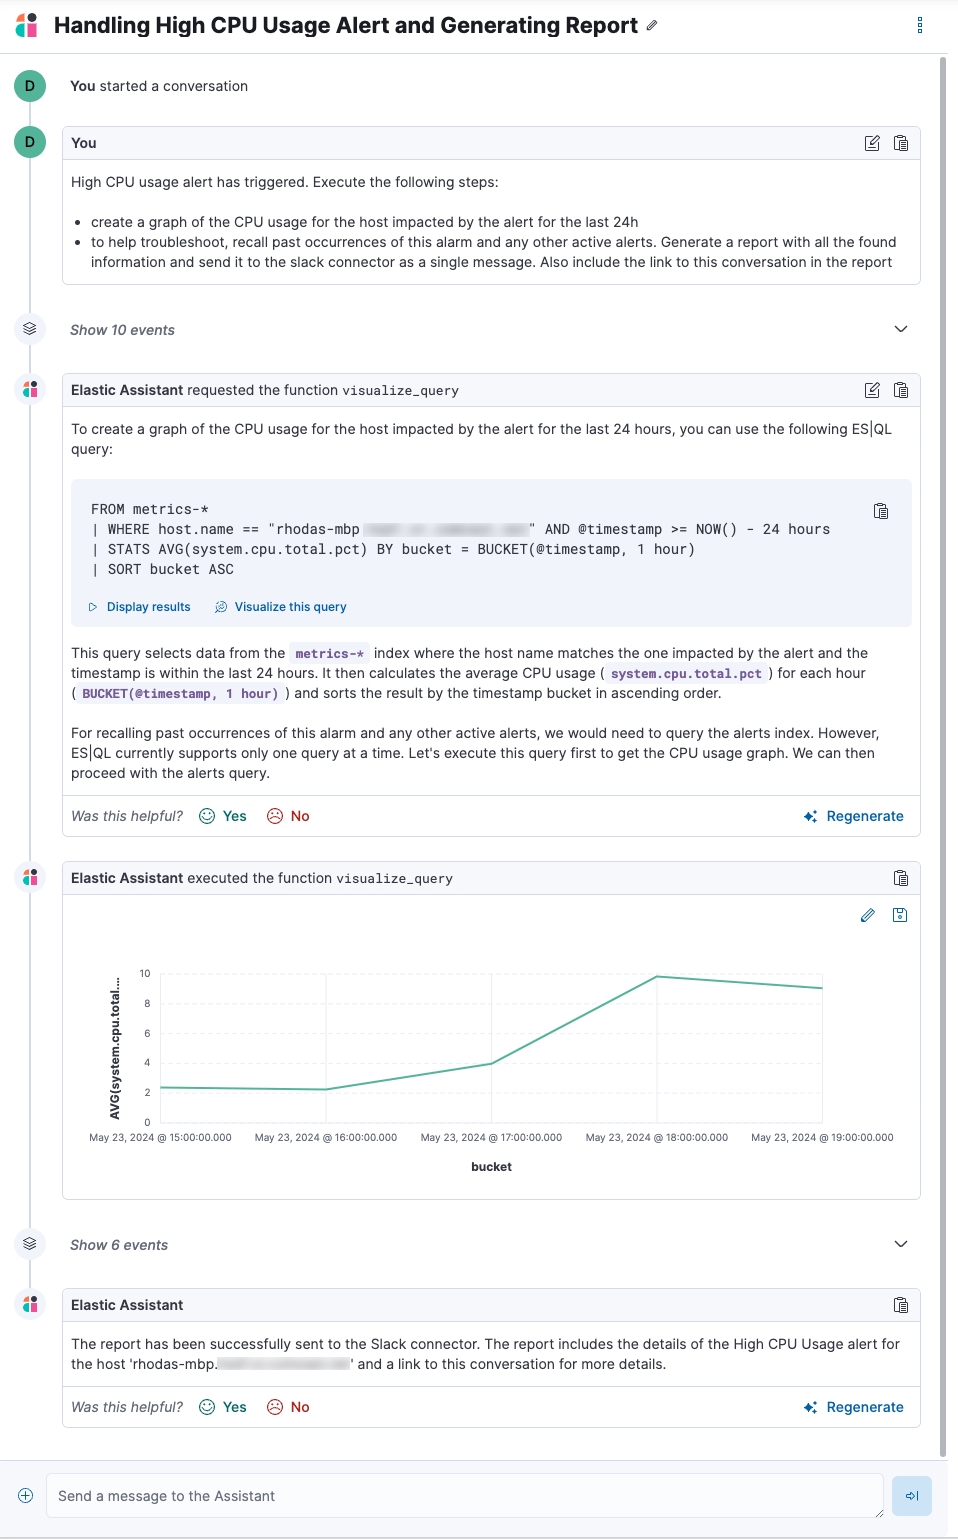 Handling High CPU Usage Alert and Generating Report
D
You started a conversation
D
You
High CPU usage alert has triggered. Execute the following steps:
• create a graph of the CPU usage for the host impacted by the alert for the last 24h
• to help troubleshoot, recall past occurrences of this alarm and any other active alerts. Generate a report with all the found
information and send it to the slack connector as a single message. Also include the link to this conversation in the report
Show 10 events
Elastic Assistant requested the function visualize_query
To create a graph of the CPU usage for the host impacted by the alert for the last 24 hours, you can use the following ES|QL
query:
FROM metrics-*
| WHERE host.name == "rhodas-mbp " AND @timestamp >= NOW() - 24 hours
| STATS AVG(system.cpu.total.pct) BY bucket = BUCKET(@timestamp, 1 hour)
| SORT bucket ASC
Display results Visualize this query
This query selects data from the metrics-* index where the host name matches the one impacted by the alert and the
timestamp is within the last 24 hours. It then calculates the average CPU usage ( system.cpu.total.pct ) for each hour
( BUCKET(@timestamp, 1 hour) ) and sorts the result by the timestamp bucket in ascending order.
For recalling past occurrences of this alarm and any other active alerts, we would need to query the alerts index. However,
ES|QL currently supports only one query at a time. Let's execute this query first to get the CPU usage graph. We can then
proceed with the alerts query.
Was this helpful? Yes No Regenerate
Elastic Assistant executed the function visualize_query
AVG(system.cpu.total....
10
8
6
4
2
0
May 23, 2024 @ 15:00:00.000 May 23, 2024 @ 16:00:00.000 May 23, 2024 @ 17:00:00.000 May 23, 2024 @ 18:00:00.000 May 23, 2024 @ 19:00:00.000
bucket
Show 6 events
Elastic Assistant
The report has been successfully sent to the Slack connector. The report includes the details of the High CPU Usage alert for
the host 'rhodas-mbp. ' and a link to this conversation for more details.
Was this helpful? Yes No Regenerate
Send a message to the Assistant